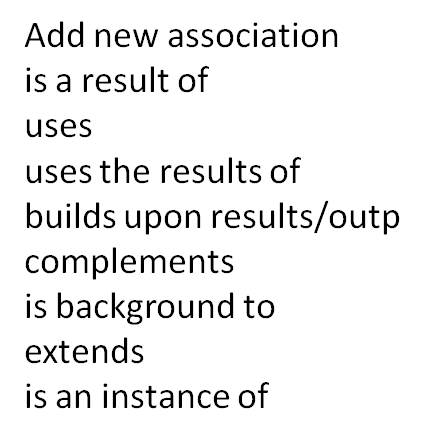 Add new association
is a result of
uses
uses the results of
builds upon results/outp
complements
is background to
extends
is an instance of